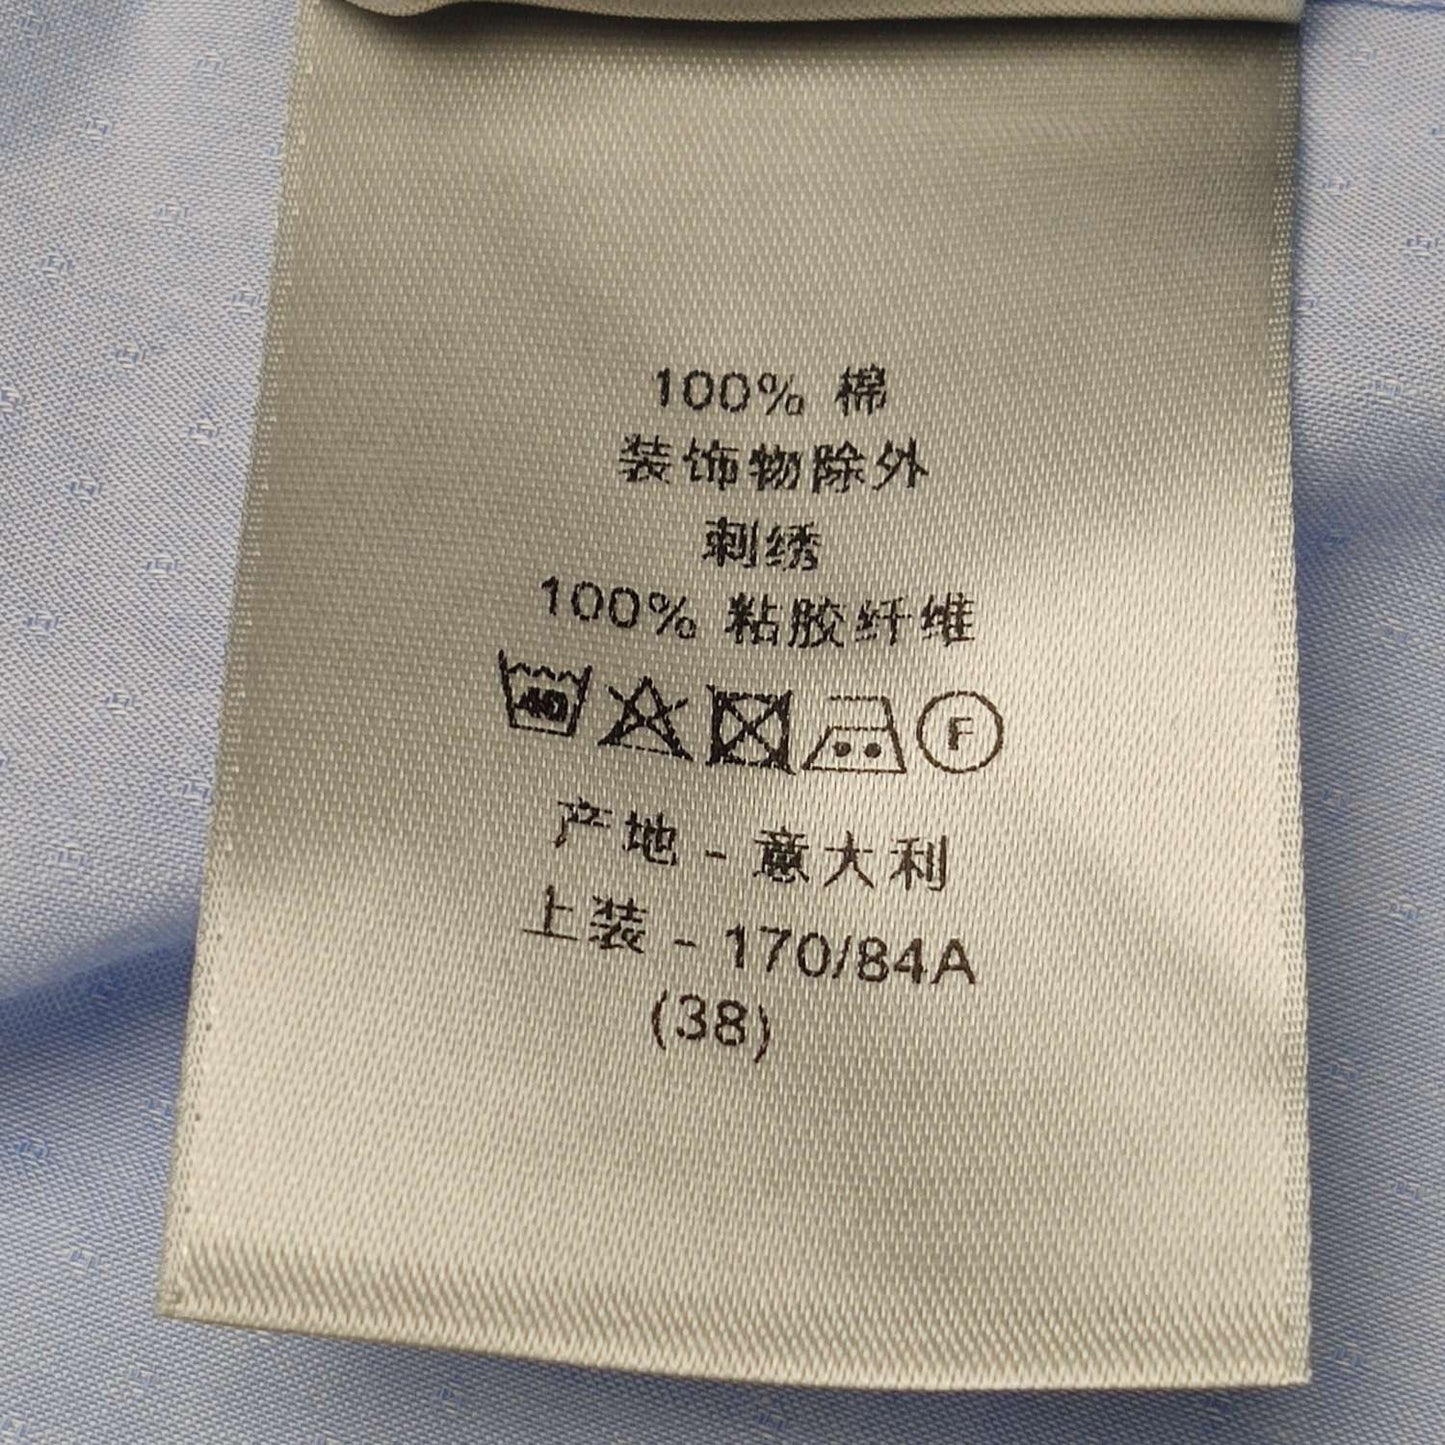 100% 棉
装饰物除外
刺绣
100% 粘胶纤维
40 F
产地 - 意大利
上装 - 170/84A
(38)